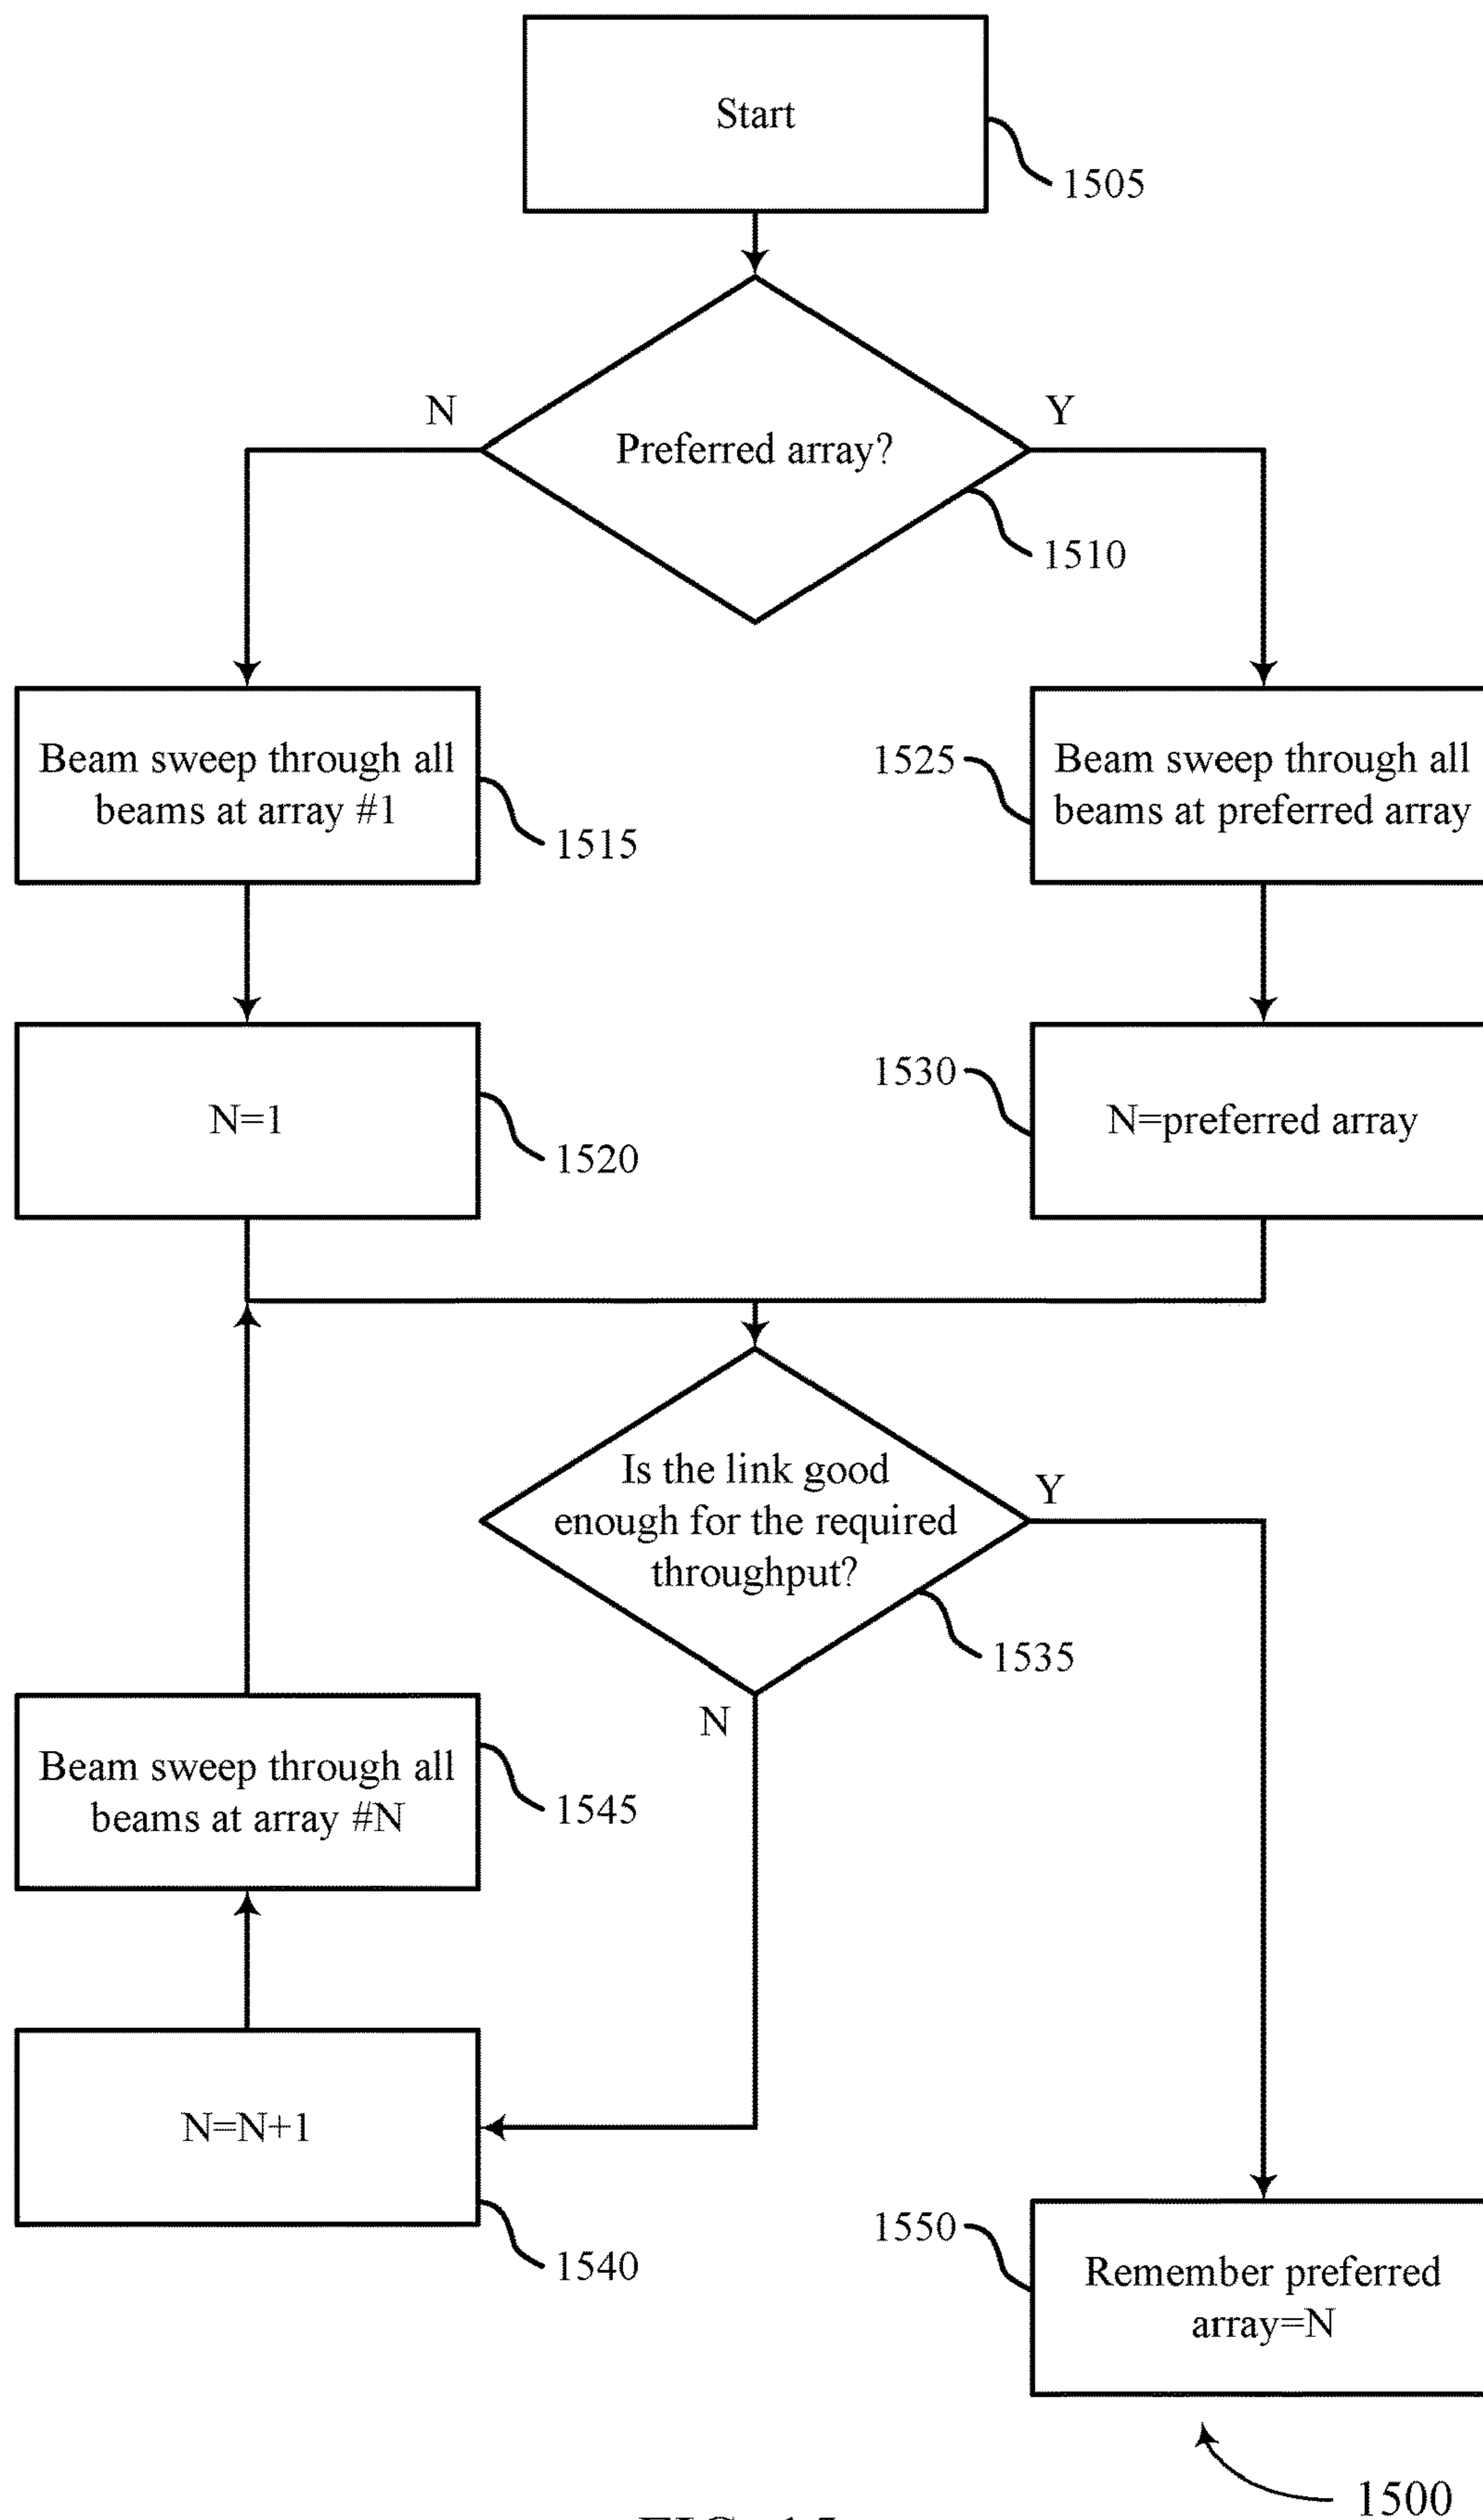 Start
1505
N
Y
Preferred array?
1510
Beam sweep through all
beams at array #1
1515
1525
Beam sweep through all
beams at preferred array
N=1
1520
1530
N=preferred array
Is the link good
enough for the required
throughput?
Y
1535
N
Beam sweep through all
beams at array #N
1545
N=N+1
1540
1550
Remember preferred
array=N
1500